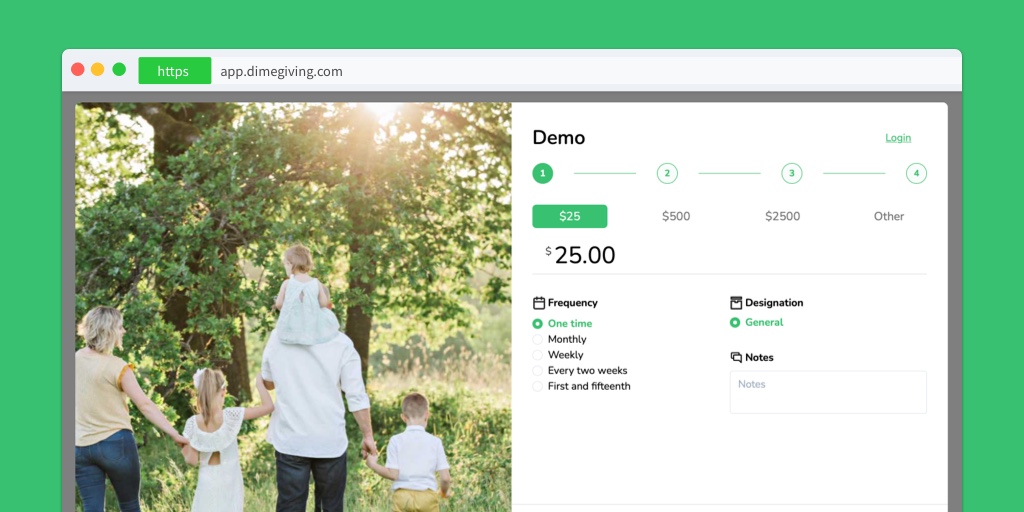 https app.dimegiving.com
Demo Login
1 2 3 4
$25 $500 $2500 Other
$25.00
Frequency Designation
One time General
Monthly
Weekly Notes
Every two weeks
First and fifteenth Notes